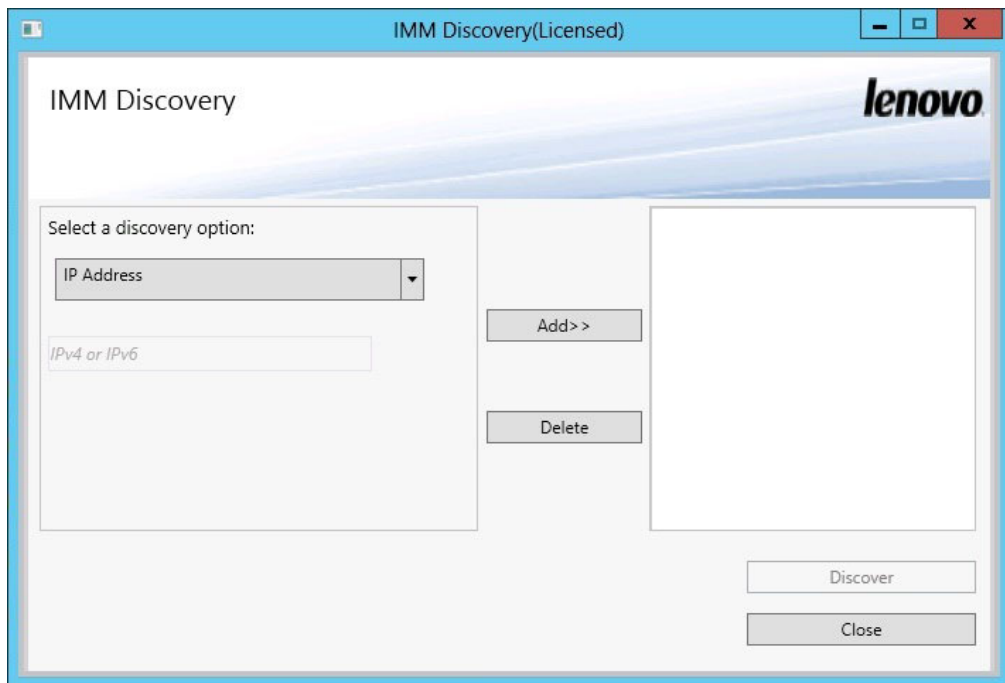 IMM Discovery(Licensed)
IMM Discovery
lenovo
Select a discovery option:
IP Address
IPv4 or IPv6
Add>>
Delete
Discover
Close